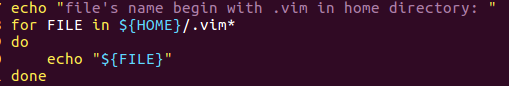 echo "file's name begin with .vim in home directory: "
for FILE in ${HOME}/.vim*
do
    echo "${FILE}"
done